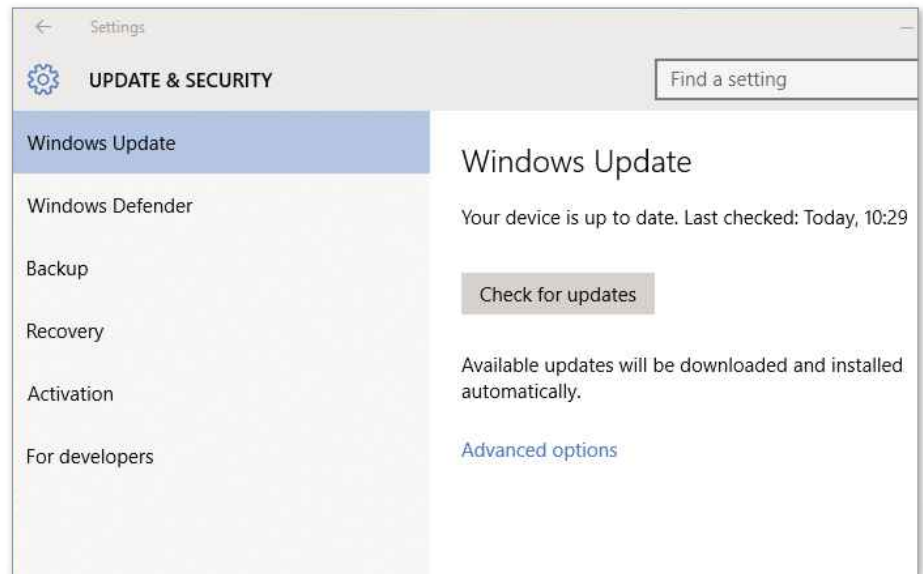 Settings
UPDATE & SECURITY
Find a setting
Windows Update
Windows Defender
Backup
Recovery
Activation
For developers
Windows Update
Your device is up to date. Last checked: Today, 10:29
Check for updates
Available updates will be downloaded and installed
automatically.
Advanced options